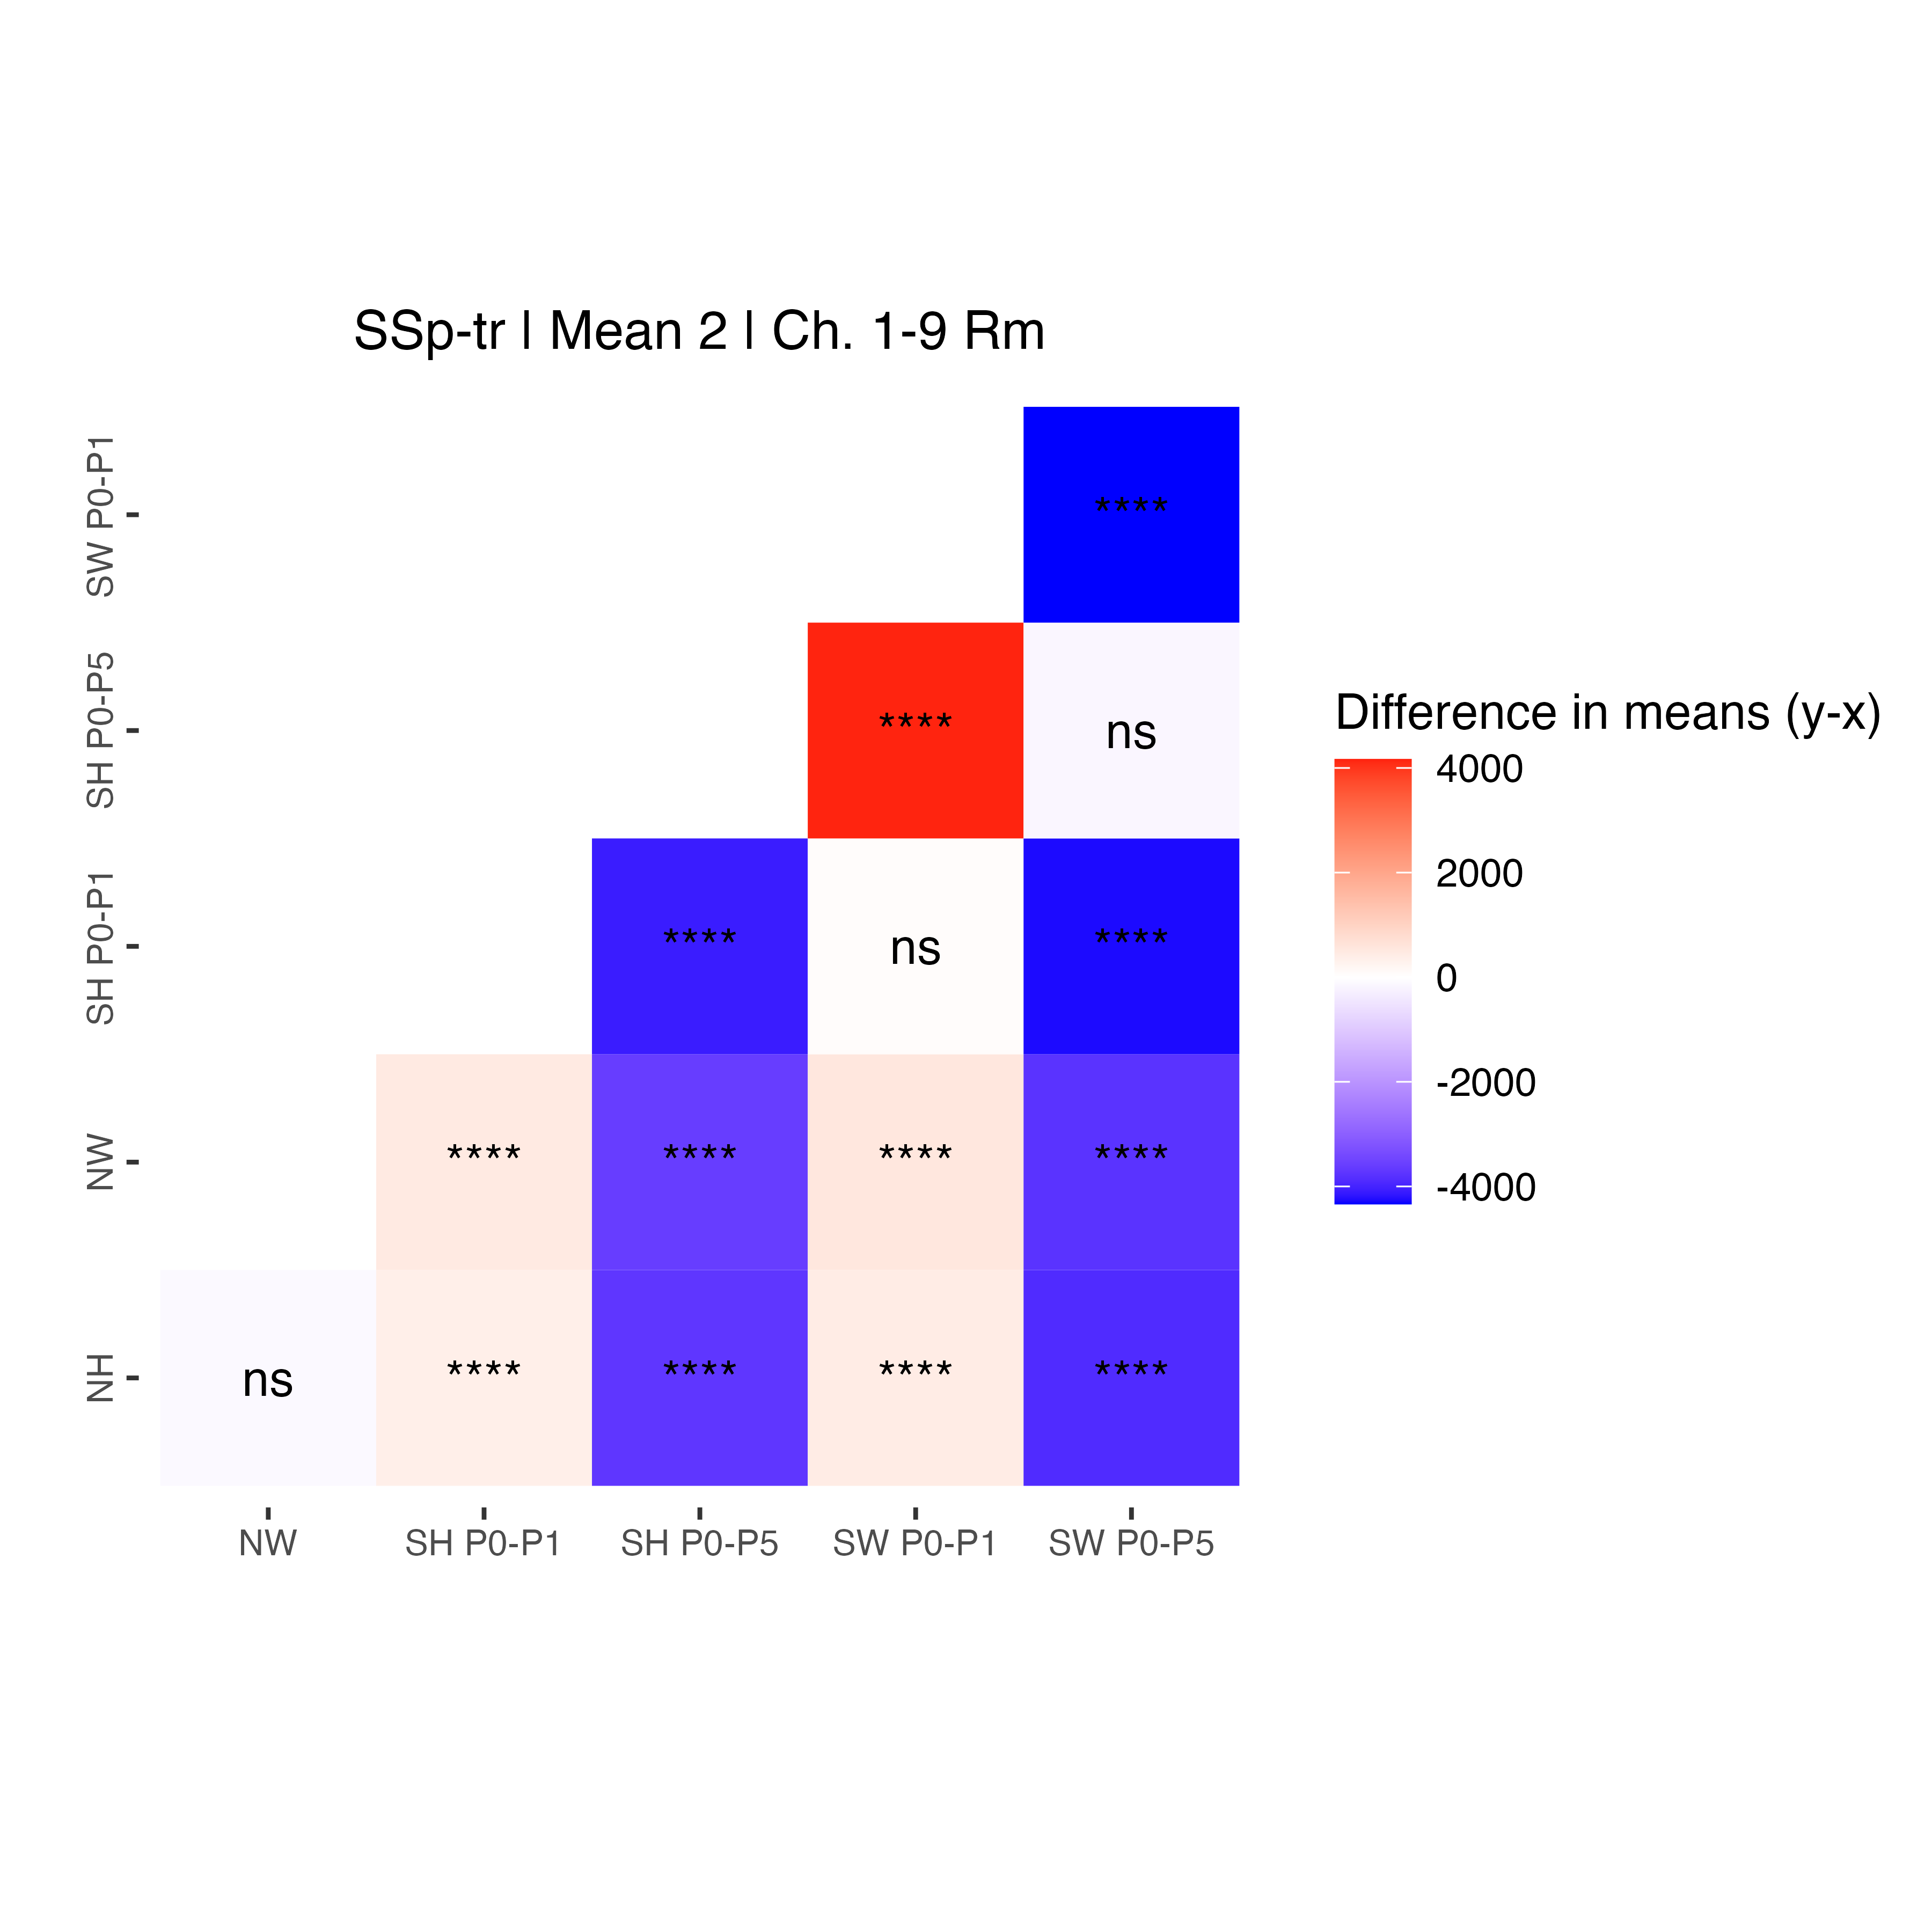 SSp-tr | Mean 2 | Ch. 1-9 Rm
SW P0-P1
SH P0-P5
SH P0-P1
NW
NH
****
**** ns
**** ns ****
**** **** **** ****
ns **** **** **** ****
NW SH P0-P1 SH P0-P5 SW P0-P1 SW P0-P5
Difference in means (y-x)
4000
2000
0
-2000
-4000